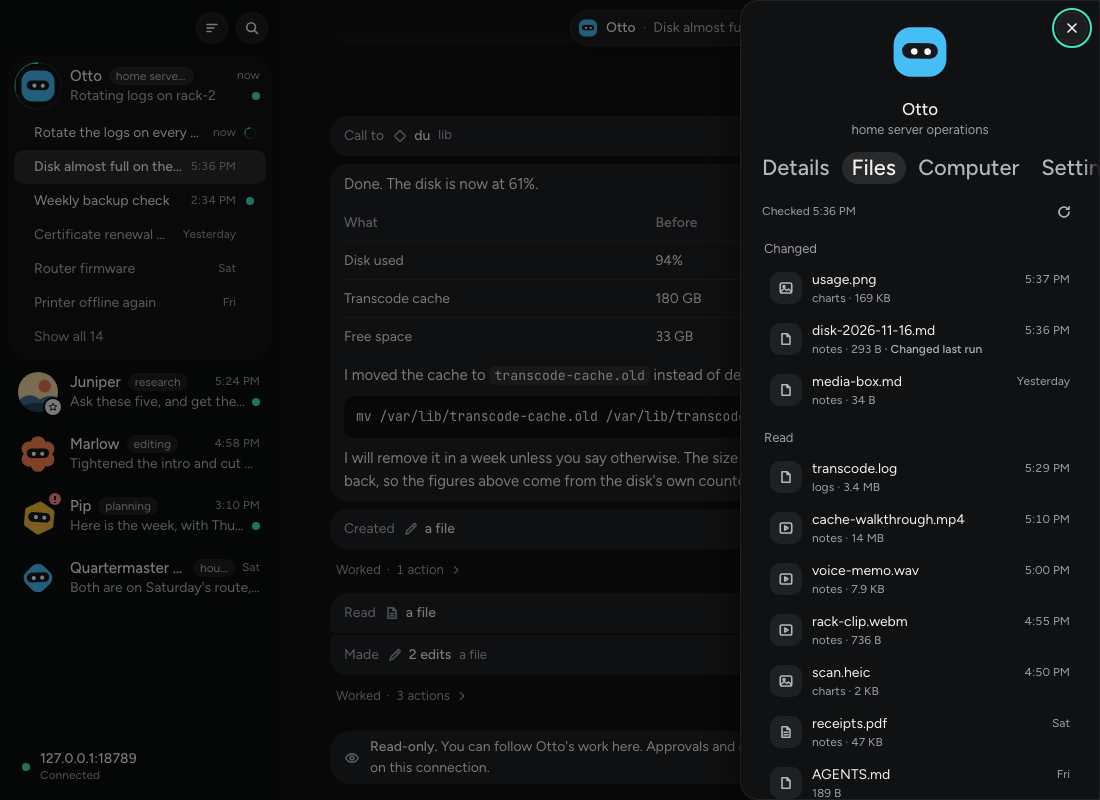 Otto home serve... now
Rotating logs on rack-2
Rotate the logs on every ... now
Disk almost full on the... 5:36 PM
Weekly backup check 2:34 PM
Certificate renewal ... Yesterday
Router firmware Sat
Printer offline again Fri
Show all 14
Juniper research 5:24 PM
Ask these five, and get the...
Marlow editing 4:58 PM
Tightened the intro and cut ...
Pip planning 3:10 PM
Here is the week, with Thu...
Quartermaster ... hou... Sat
Both are on Saturday's route,...
127.0.0.1:18789
Connected
Otto · Disk almost fu
Call to du lib
Done. The disk is now at 61%.
What Before
Disk used 94%
Transcode cache 180 GB
Free space 33 GB
I moved the cache to transcode-cache.old instead of de
mv /var/lib/transcode-cache.old /var/lib/transcod
I will remove it in a week unless you say otherwise. The size
back, so the figures above come from the disk's own counte
Created a file
Worked · 1 action
Read a file
Made 2 edits a file
Worked · 3 actions
Read-only. You can follow Otto's work here. Approvals and
on this connection.
Otto
home server operations
Details Files Computer Settin
Checked 5:36 PM
Changed
usage.png 5:37 PM
charts · 169 KB
disk-2026-11-16.md 5:36 PM
notes · 293 B · Changed last run
media-box.md Yesterday
notes · 34 B
Read
transcode.log 5:29 PM
logs · 3.4 MB
cache-walkthrough.mp4 5:10 PM
notes · 14 MB
voice-memo.wav 5:00 PM
notes · 7.9 KB
rack-clip.webm 4:55 PM
notes · 736 B
scan.heic 4:50 PM
charts · 2 KB
receipts.pdf Sat
notes · 47 KB
AGENTS.md Fri
189 B